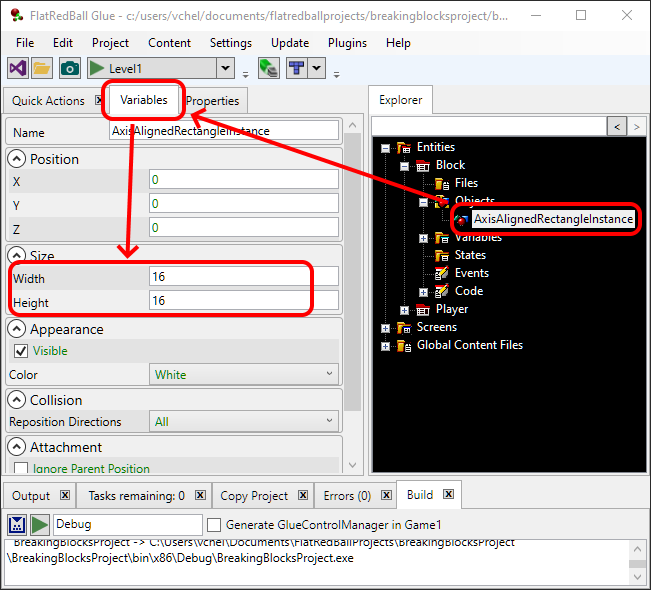 FlatRedBall Glue - c:/users/vchel/documents/flatredballprojects/breakingblocksproject/b...
File Edit Project Content Settings Update Plugins Help
Level1
Quick Actions Variables Properties
Name AxisAlignedRectangleInstance
Position
X 0
Y 0
Z 0
Size
Width 16
Height 16
Appearance
Visible
Color White
Collision
Reposition Directions All
Attachment
Ignore Parent Position
Explorer
< >
Entities
Block
Files
Objects
AxisAlignedRectangleInstance
Variables
States
Events
Code
Player
Screens
Global Content Files
Output Tasks remaining: 0 Copy Project Errors (0) Build
Debug Generate GlueControlManager in Game1
BreakingBlocksProject -> C:\Users\vchel\Documents\FlatRedBallProjects\BreakingBlocksProject
\BreakingBlocksProject\bin\x86\Debug\BreakingBlocksProject.exe